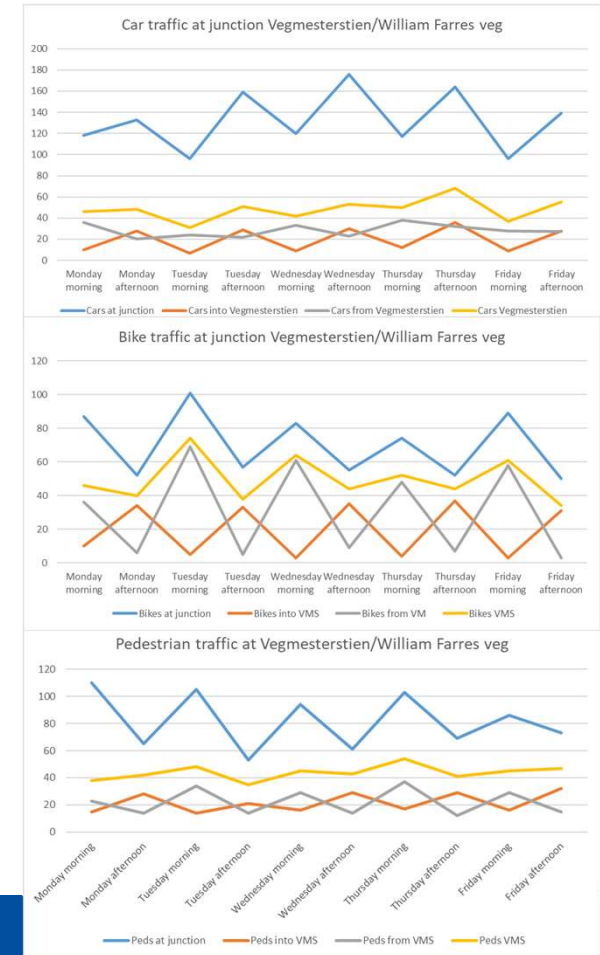 Car traffic at junction Vegmesterstien/William Farres veg
200
180
160
140
120
100
80
60
40
20
0
Monday morning
Monday afternoon
Tuesday morning
Tuesday afternoon
Wednesday morning
Wednesday afternoon
Thursday morning
Thursday afternoon
Friday morning
Friday afternoon
Cars at junction Cars into Vegmesterstien Cars from Vegmesterstien Cars Vegmesterstien
Bike traffic at junction Vegmesterstien/William Farres veg
120
100
80
60
40
20
0
Monday morning
Monday afternoon
Tuesday morning
Tuesday afternoon
Wednesday morning
Wednesday afternoon
Thursday morning
Thursday afternoon
Friday morning
Friday afternoon
Bikes at junction Bikes into VMS Bikes from VM Bikes VMS
Pedestrian traffic at Vegmesterstien/William Farres veg
120
100
80
60
40
20
0
Monday morning
Monday afternoon
Tuesday morning
Tuesday afternoon
Wednesday morning
Wednesday afternoon
Thursday morning
Thursday afternoon
Friday morning
Friday afternoon
Peds at junction Peds into VMS Peds from VMS Peds VMS